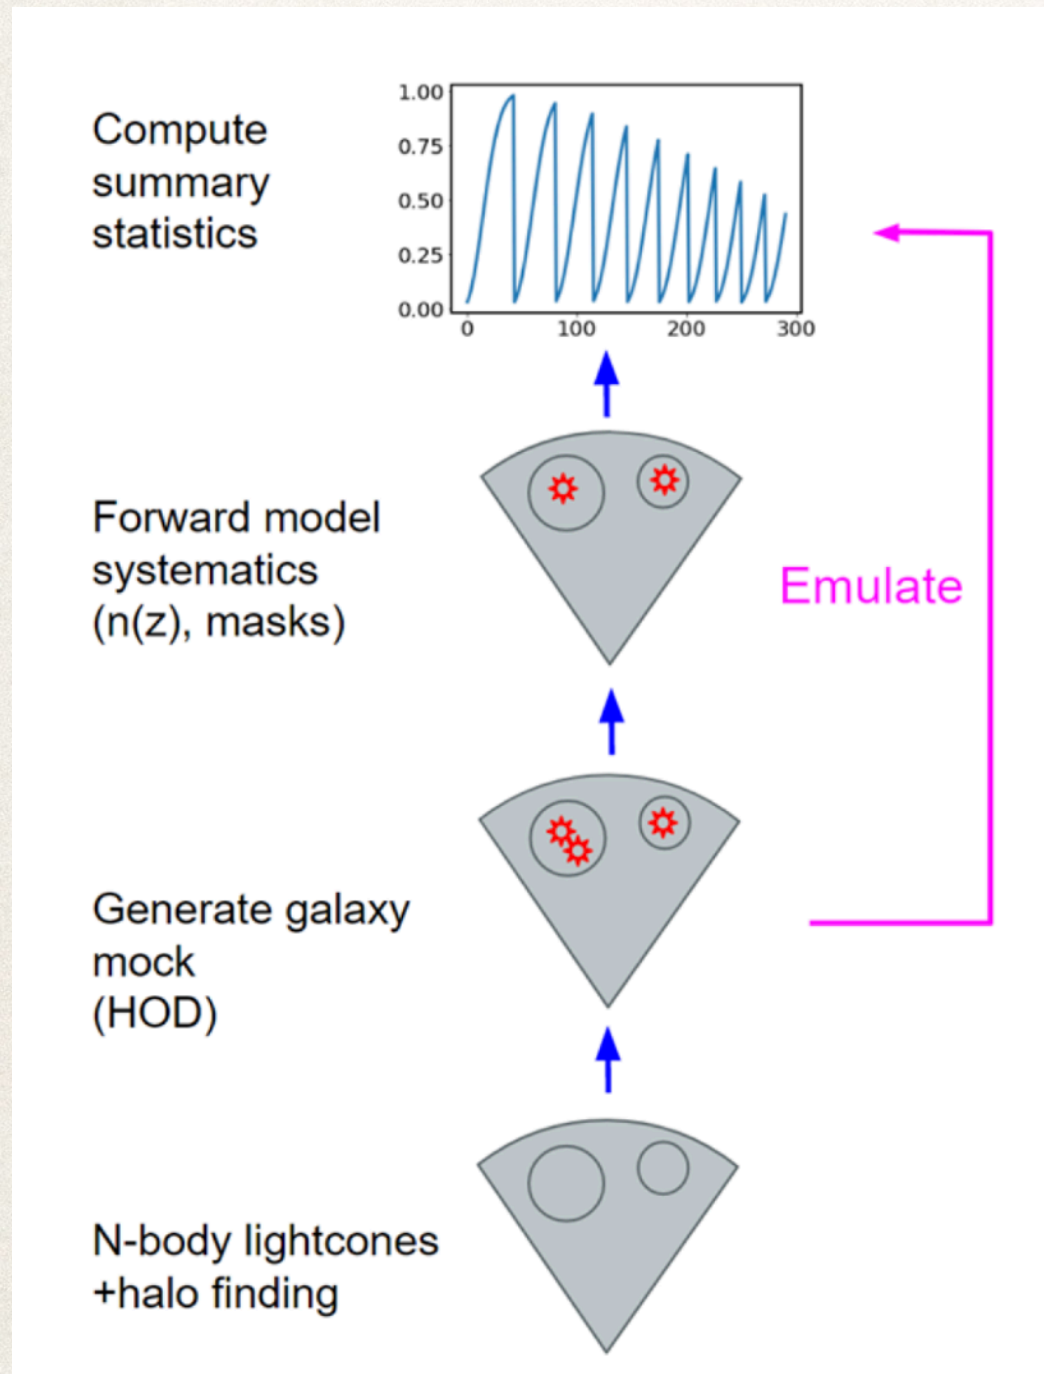 Compute
summary
statistics
1.00
0.75
0.50
0.25
0.00
0 100 200 300
Forward model
systematics
(n(z), masks)
Emulate
Generate galaxy
mock
(HOD)
N-body lightcones
+halo finding